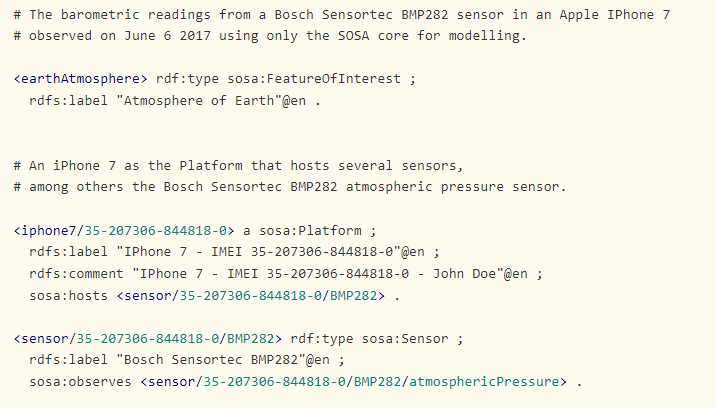 # The barometric readings from a Bosch Sensortec BMP282 sensor in an Apple IPhone 7
# observed on June 6 2017 using only the SOSA core for modelling.
<earthAtmosphere> rdf:type sosa:FeatureOfInterest ;
rdfs:label "Atmosphere of Earth"@en .
# An iPhone 7 as the Platform that hosts several sensors,
# among others the Bosch Sensortec BMP282 atmospheric pressure sensor.
<iphone7/35-207306-844818-0> a sosa:Platform ;
rdfs:label "IPhone 7 - IMEI 35-207306-844818-0"@en ;
rdfs:comment "IPhone 7 - IMEI 35-207306-844818-0 - John Doe"@en ;
sosa:hosts <sensor/35-207306-844818-0/BMP282> .
<sensor/35-207306-844818-0/BMP282> rdf:type sosa:Sensor ;
rdfs:label "Bosch Sensortec BMP282"@en ;
sosa:observes <sensor/35-207306-844818-0/BMP282/atmosphericPressure> .